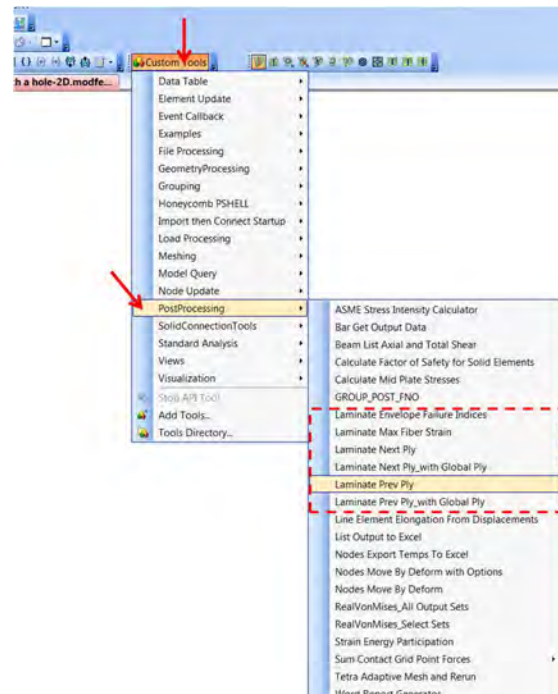 Custom Tools
h a hole-2D.modfe...
Data Table
Element Update
Event Callback
Examples
File Processing
GeometryProcessing
Grouping
Honeycomb PSHELL
Import then Connect Startup
Load Processing
Meshing
Model Query
Node Update
PostProcessing
SolidConnectionTools
Standard Analysis
Views
Visualization
Stop API Tool
Add Tools...
Tools Directory...
ASME Stress Intensity Calculator
Bar Get Output Data
Beam List Axial and Total Shear
Calculate Factor of Safety for Solid Elements
Calculate Mid Plate Stresses
GROUP_POST_FNO
Laminate Envelope Failure Indices
Laminate Max Fiber Strain
Laminate Next Ply
Laminate Next Ply_with Global Ply
Laminate Prev Ply
Laminate Prev Ply_with Global Ply
Line Element Elongation From Displacements
List Output to Excel
Nodes Export Temps To Excel
Nodes Move By Deform with Options
Nodes Move By Deform
RealVonMises_All Output Sets
RealVonMises_Select Sets
Strain Energy Participation
Sum Contact Grid Point Forces
Tetra Adaptive Mesh and Rerun
Word Report Generator